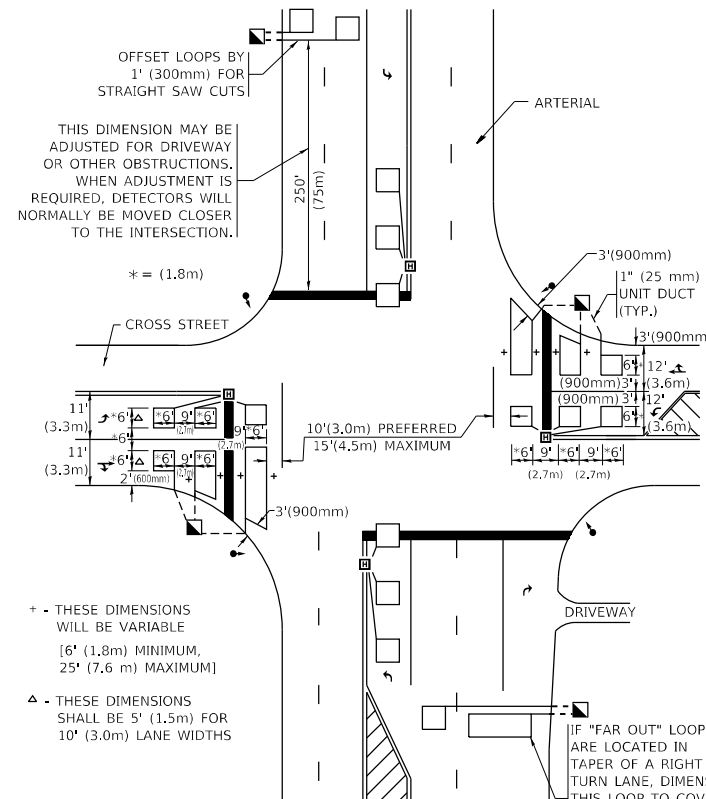 OFFSET LOOPS BY
1' (300mm) FOR
STRAIGHT SAW CUTS
THIS DIMENSION MAY BE
ADJUSTED FOR DRIVEWAY
OR OTHER OBSTRUCTIONS.
WHEN ADJUSTMENT IS
REQUIRED, DETECTORS WILL
NORMALLY BE MOVED CLOSER
TO THE INTERSECTION.
* = (1.8m)
250'
(75m)
ARTERIAL
CROSS STREET
H
3'(900mm)
1" (25 mm)
UNIT DUCT
(TYP.)
3'(900mm
6'
12'
(3.6m)
(900mm) 3'
(900mm) 3'
12'
6'
(3.6m)
H
*6' 9' *6' 9' *6'
(2.7m) (2.7m)
H
11'
(3.3m)
*6' △ *6' 9' *6'
(2.7m)
*6'
9' *6'
(2.7m)
11'
(3.3m)
*6' △ *6' 9' *6'
(2.7m)
2' (600mm)
10'(3.0m) PREFERRED
15'(4.5m) MAXIMUM
3'(900mm)
H
DRIVEWAY
+ - THESE DIMENSIONS
WILL BE VARIABLE
[6' (1.8m) MINIMUM,
25' (7.6 m) MAXIMUM]
△ - THESE DIMENSIONS
SHALL BE 5' (1.5m) FOR
10' (3.0m) LANE WIDTHS
IF "FAR OUT" LOOP
ARE LOCATED IN
TAPER OF A RIGHT
TURN LANE, DIMENS
THIS LOOP TO COV